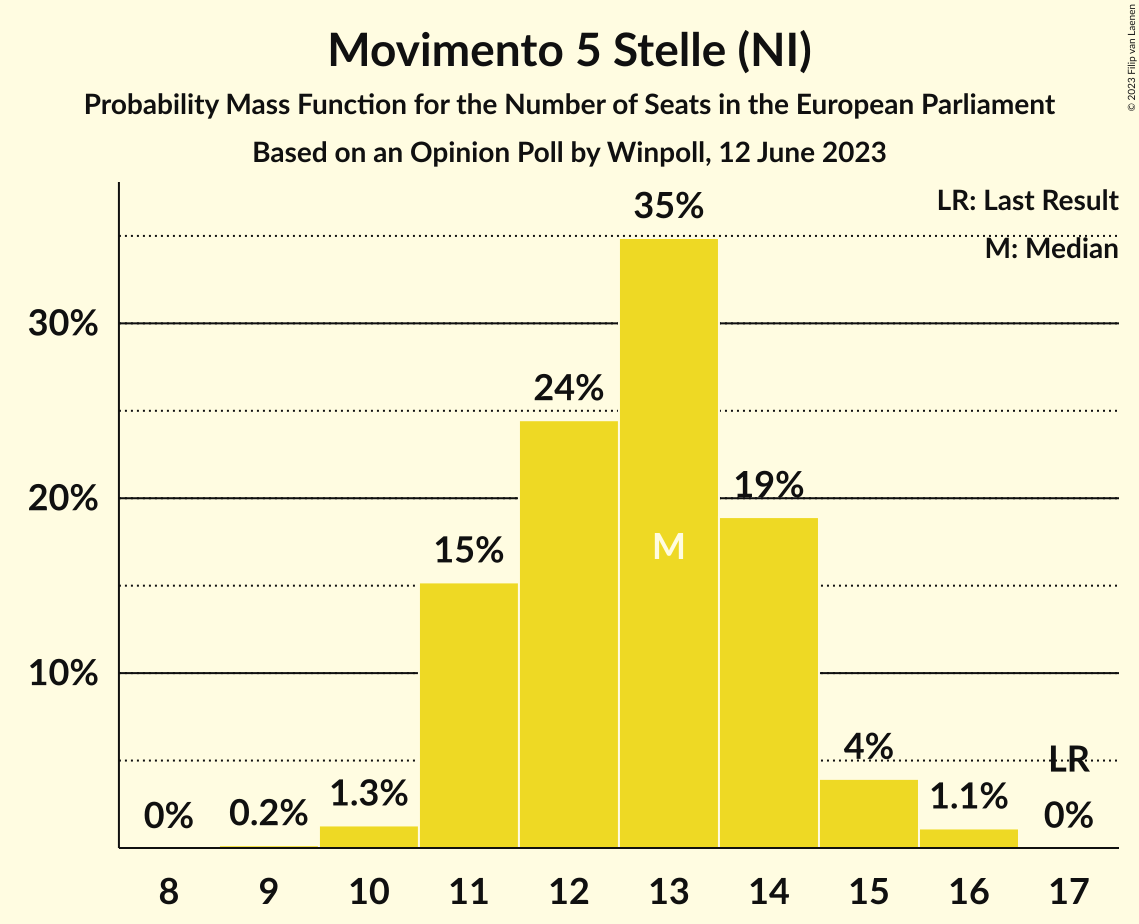 Movimento 5 Stelle (NI)
Probability Mass Function for the Number of Seats in the European Parliament
Based on an Opinion Poll by Winpoll, 12 June 2023
© 2023 Filip van Laenen
LR: Last Result
M: Median
30%
20%
10%
0%
0.2%
1.3%
15%
24%
35%
M
19%
4%
1.1%
LR
0%
8 9 10 11 12 13 14 15 16 17